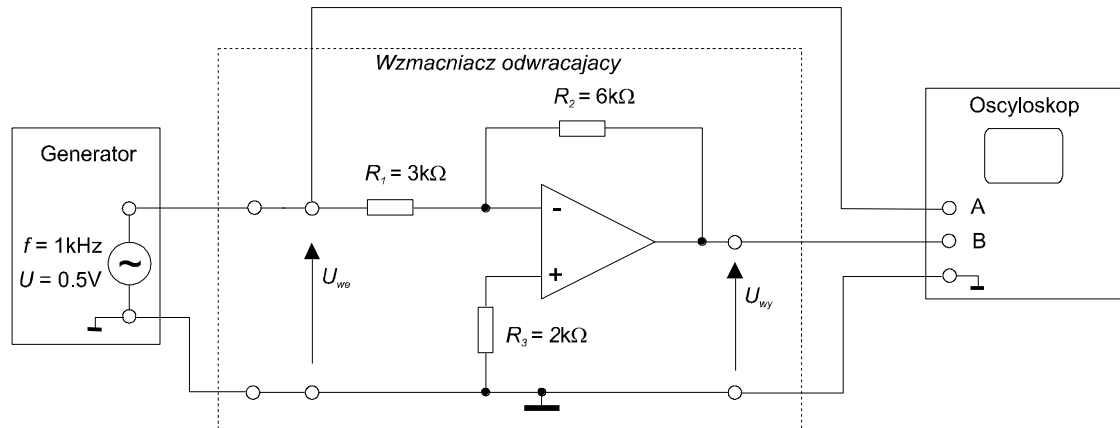 Wzmacniacz odwracajacy
R2 = 6kΩ
Oscyloskop
Generator
R1 = 3kΩ
-
A
B
f = 1kHz
U = 0.5V
~
Uwe
+
Uwy
R3 = 2kΩ